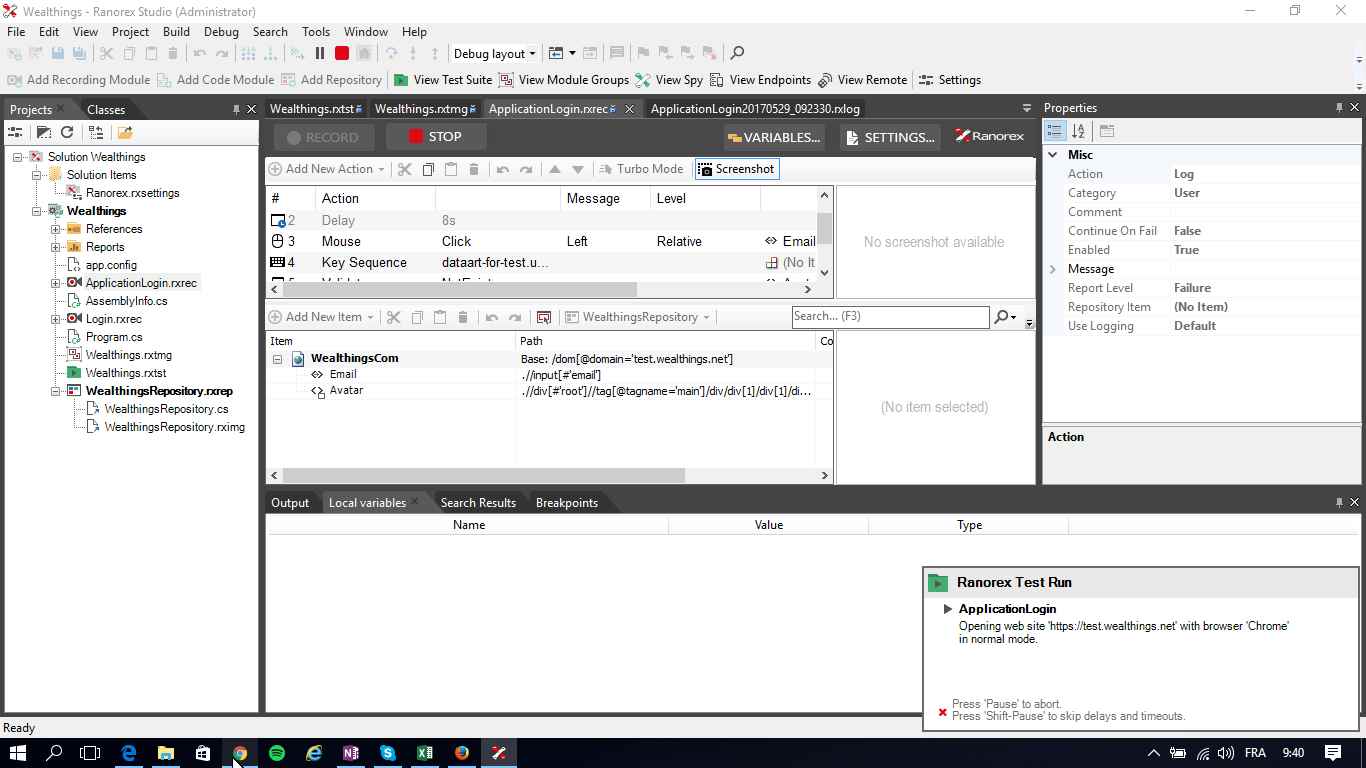 Wealthings - Ranorex Studio (Administrator)
File Edit View Project Build Debug Search Tools Window Help
Debug layout
Add Recording Module Add Code Module Add Repository View Test Suite View Module Groups View Spy View Endpoints View Remote Settings
Projects Classes
Solution Wealthings
Solution Items
Ranorex.rxsettings
Wealthings
References
Reports
app.config
ApplicationLogin.rxrec
AssemblyInfo.cs
Login.rxrec
Program.cs
Wealthings.rxtmg
Wealthings.rxtst
WealthingsRepository.rxrep
WealthingsRepository.cs
WealthingsRepository.rximg
Wealthings.rxtst Wealthings.rxtmg ApplicationLogin.rxrec ApplicationLogin20170529_092330.rxlog
RECORD STOP VARIABLES... SETTINGS... Ranorex
Add New Action Turbo Mode Screenshot
# Action Message Level
2 Delay 8s
3 Mouse Click Left Relative Email
4 Key Sequence dataart-for-test.u... (No It
No screenshot available
Add New Item WealthingsRepository Search... (F3)
Item Path Co
WealthingsCom Base: /dom[@domain='test.wealthings.net']
Email .//input[#'email']
Avatar .//div[#'root']//tag[@tagname='main']/div/div[1]/div[1]/di...
(No item selected)
Output Local variables Search Results Breakpoints
Name Value Type
Properties
Misc
Action Log
Category User
Comment
Continue On Fail False
Enabled True
Message
Report Level Failure
Repository Item (No Item)
Use Logging Default
Action
Ranorex Test Run
ApplicationLogin
Opening web site 'https://test.wealthings.net' with browser 'Chrome'
in normal mode.
Press 'Pause' to abort.
Press 'Shift-Pause' to skip delays and timeouts.
Ready
FRA 9:40